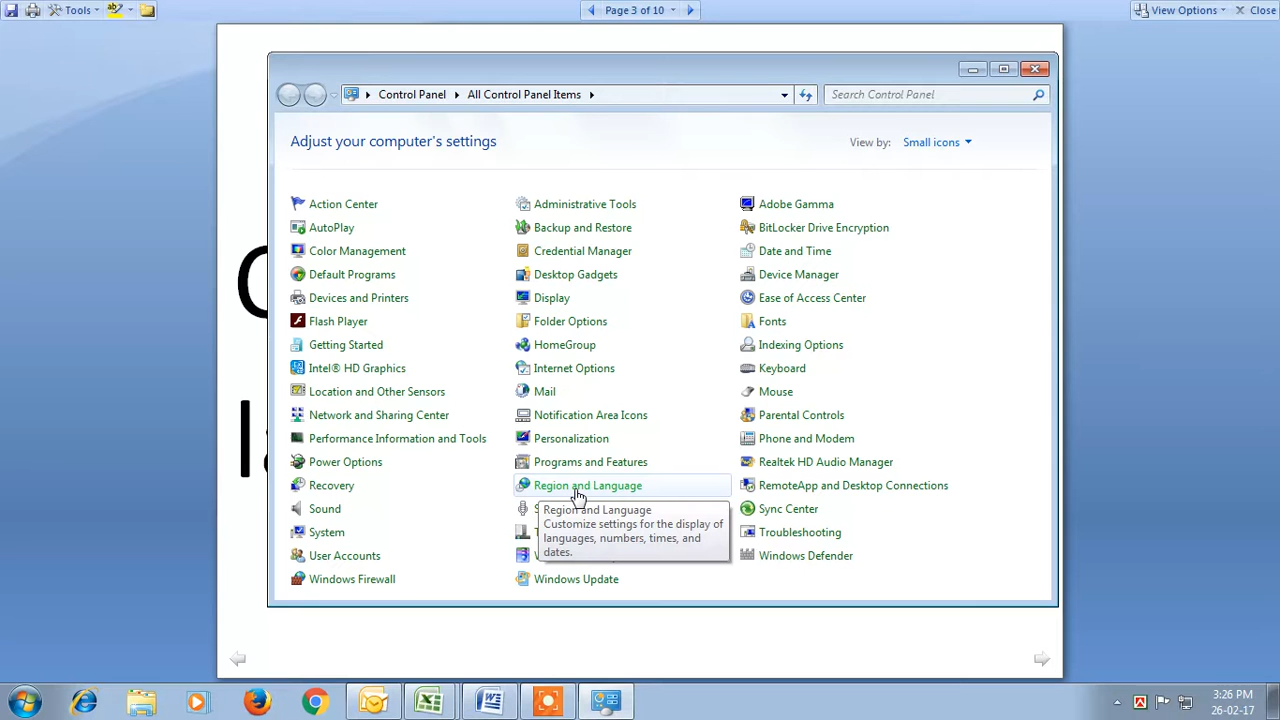 Tools
Page 3 of 10
View Options
Close
Control Panel
All Control Panel Items
Search Control Panel
Adjust your computer's settings
View by:
Small icons
Action Center
Administrative Tools
Adobe Gamma
AutoPlay
Backup and Restore
BitLocker Drive Encryption
Color Management
Credential Manager
Date and Time
Default Programs
Desktop Gadgets
Device Manager
Devices and Printers
Display
Ease of Access Center
Flash Player
Folder Options
Fonts
Getting Started
HomeGroup
Indexing Options
Intel® HD Graphics
Internet Options
Keyboard
Location and Other Sensors
Mail
Mouse
Network and Sharing Center
Notification Area Icons
Parental Controls
Performance Information and Tools
Personalization
Phone and Modem
Power Options
Programs and Features
Realtek HD Audio Manager
Recovery
Region and Language
RemoteApp and Desktop Connections
Sound
Sync Center
System
Troubleshooting
User Accounts
Windows Defender
Windows Firewall
Windows Update
Region and Language
Customize settings for the display of
languages, numbers, times, and
dates.
3:26 PM
26-02-17